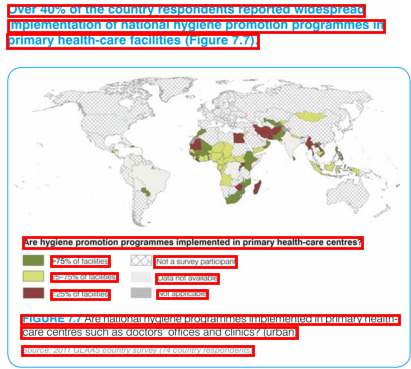 Over 40% of the country respondents reported widespread
implementation of national hygiene promotion programmes in
primary health-care facilities (Figure 7.7).
Are hygiene promotion programmes implemented in primary health-care centres?
>75% of facilities
Not a survey participant
25–75% of facilities
Data not available
<25% of facilities
Not applicable
FIGURE 7.7 Are national hygiene programmes implemented in primary health-
care centres such as doctors' offices and clinics? (urban)
Source: 2011 GLAAS country survey (74 country respondents).